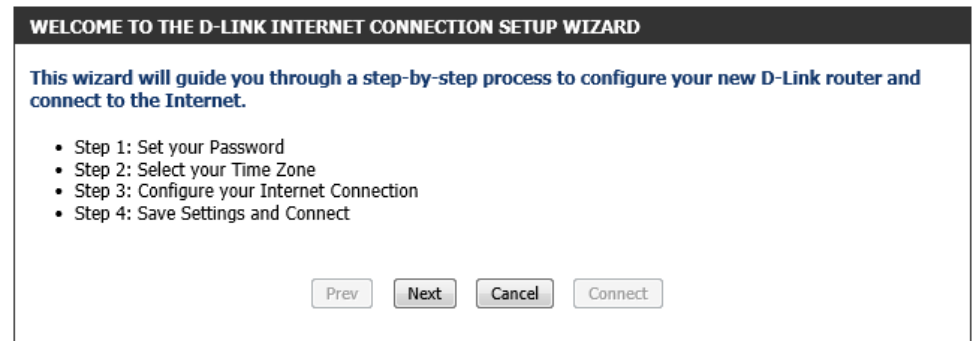 WELCOME TO THE D-LINK INTERNET CONNECTION SETUP WIZARD
This wizard will guide you through a step-by-step process to configure your new D-Link router and
connect to the Internet.
• Step 1: Set your Password
• Step 2: Select your Time Zone
• Step 3: Configure your Internet Connection
• Step 4: Save Settings and Connect
Prev Next Cancel Connect